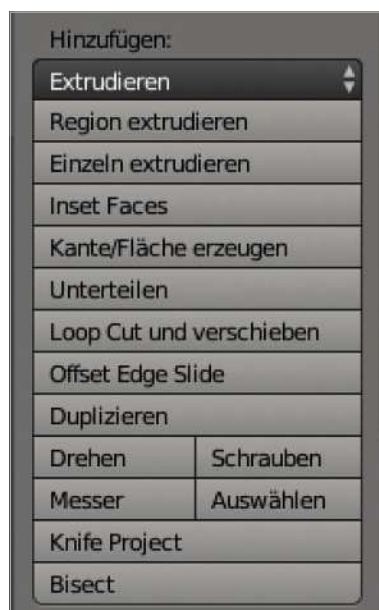 Hinzufügen:
Extrudieren
Region extrudieren
Einzeln extrudieren
Inset Faces
Kante/Fläche erzeugen
Unterteilen
Loop Cut und verschieben
Offset Edge Slide
Duplizieren
Drehen Schrauben
Messer Auswählen
Knife Project
Bisect